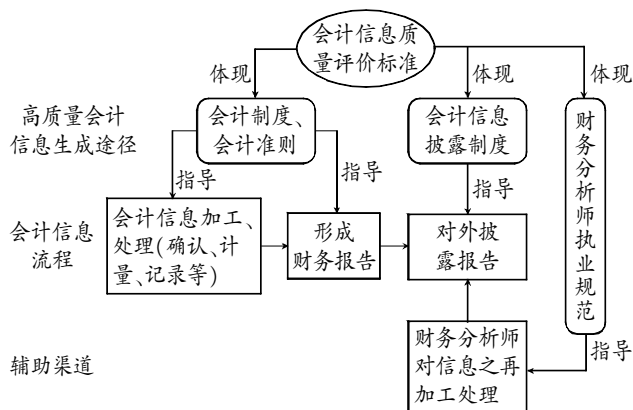 会计信息质
量评价标准
体现
体现
体现
高质量会计
信息生成途径
会计制度、
会计准则
会计信息
披露制度
财务分析师执业规范
指导
指导
指导
会计信息
流程
会计信息加工、
处理(确认、计
量、记录等)
形成
财务报告
对外披
露报告
指导
辅助渠道
财务分析师
对信息之再
加工处理